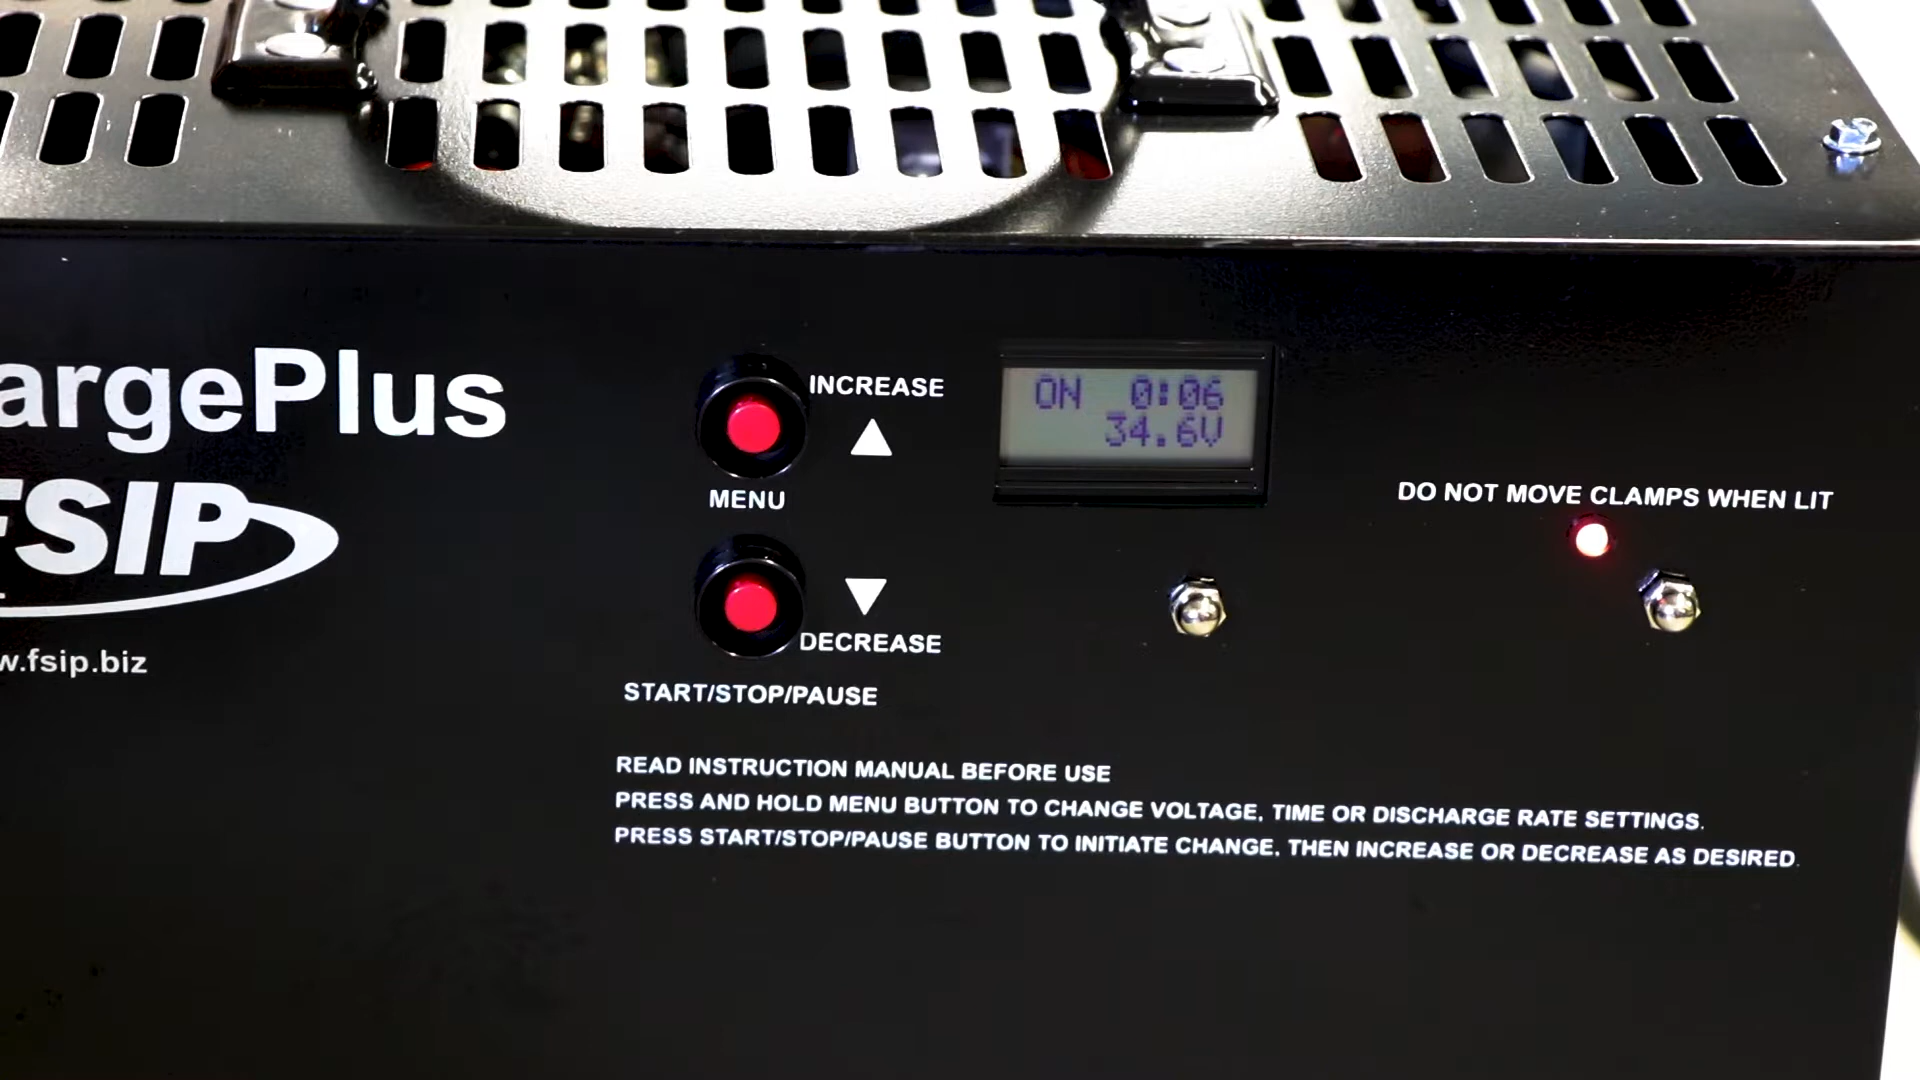 argePlus
FSIP
w.fsip.biz
INCREASE
MENU
DECREASE
START/STOP/PAUSE
ON 0:06
34.6V
DO NOT MOVE CLAMPS WHEN LIT
READ INSTRUCTION MANUAL BEFORE USE
PRESS AND HOLD MENU BUTTON TO CHANGE VOLTAGE, TIME OR DISCHARGE RATE SETTINGS.
PRESS START/STOP/PAUSE BUTTON TO INITIATE CHANGE, THEN INCREASE OR DECREASE AS DESIRED.